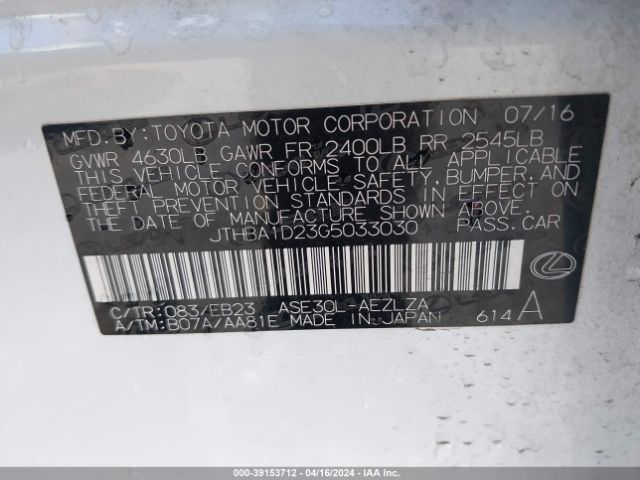 MFD. BY: TOYOTA MOTOR CORPORATION 07/16
GVWR 4630LB GAWR FR 2400LB RR 2545LB
THIS VEHICLE CONFORMS TO ALL APPLICABLE
FEDERAL MOTOR VEHICLE SAFETY, BUMPER, AND
THEFT PREVENTION STANDARDS IN EFFECT ON
THE DATE OF MANUFACTURE SHOWN ABOVE.
JTHBA1D23G5033030 PASS.CAR
C/TR: 083/EB23 ASE30L-AEZLZA
A/TM: B07A/AA81E MADE IN JAPAN 614 A
000-39153712 - 04/16/2024 - IAAI.COM